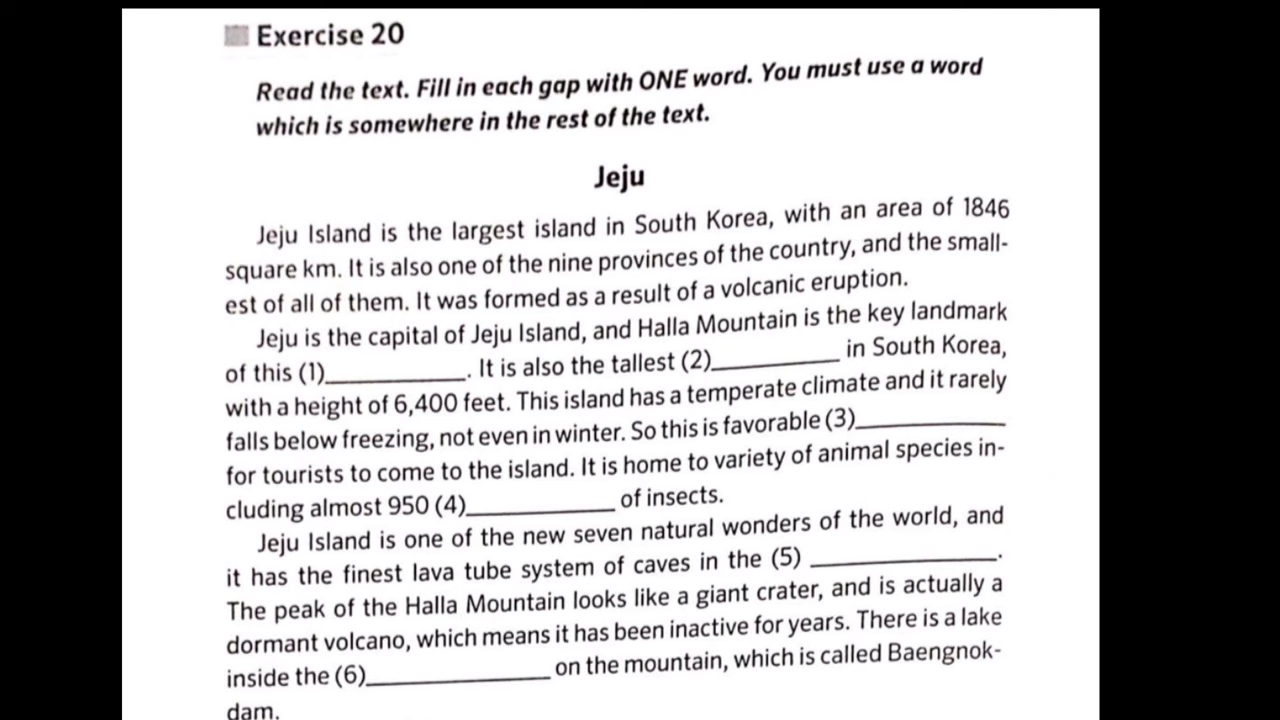 Exercise 20
Read the text. Fill in each gap with ONE word. You must use a word
which is somewhere in the rest of the text.
Jeju
Jeju Island is the largest island in South Korea, with an area of 1846
square km. It is also one of the nine provinces of the country, and the small-
est of all of them. It was formed as a result of a volcanic eruption.
Jeju is the capital of Jeju Island, and Halla Mountain is the key landmark
of this (1)__________. It is also the tallest (2)__________ in South Korea,
with a height of 6,400 feet. This island has a temperate climate and it rarely
falls below freezing, not even in winter. So this is favorable (3)__________
for tourists to come to the island. It is home to variety of animal species in-
cluding almost 950 (4)__________ of insects.
Jeju Island is one of the new seven natural wonders of the world, and
it has the finest lava tube system of caves in the (5) __________.
The peak of the Halla Mountain looks like a giant crater, and is actually a
dormant volcano, which means it has been inactive for years. There is a lake
inside the (6)__________ on the mountain, which is called Baengnok-
dam.